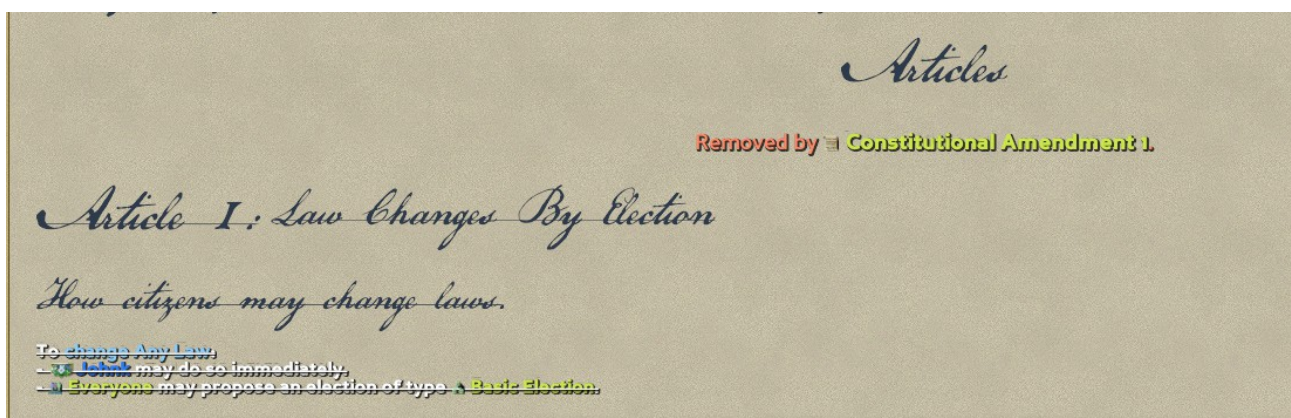 Articles
Removed by Constitutional Amendment 1.
Article I: Law Changes By Election
How citizens may change laws.
To change Any Law:
- JohnK may do so immediately.
- Everyone may propose an election of type Basic Election.